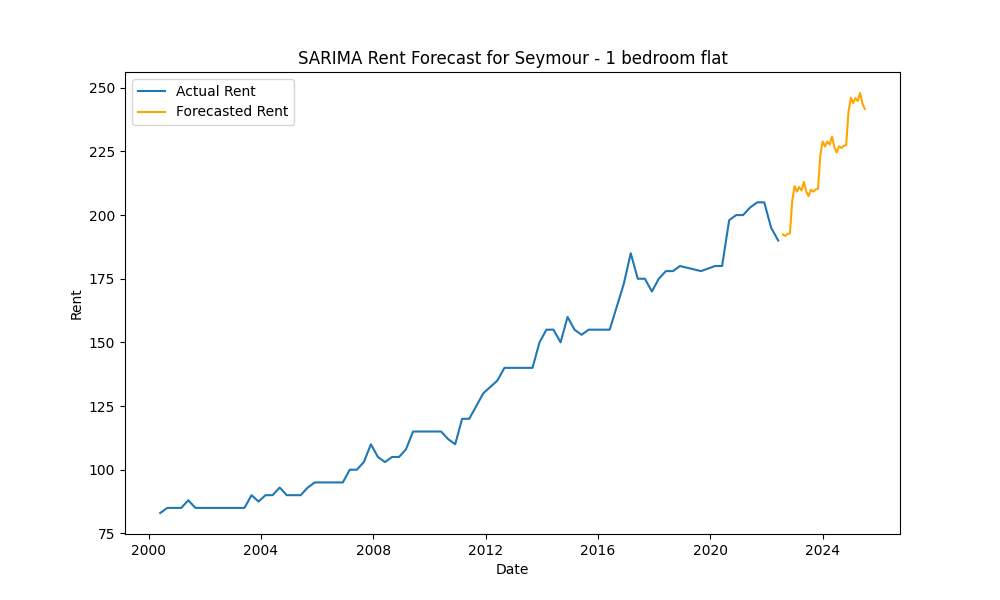 SARIMA Rent Forecast for Seymour - 1 bedroom flat
Actual Rent
Forecasted Rent
250
225
200
175
150
125
100
75
Rent
2000 2004 2008 2012 2016 2020 2024
Date